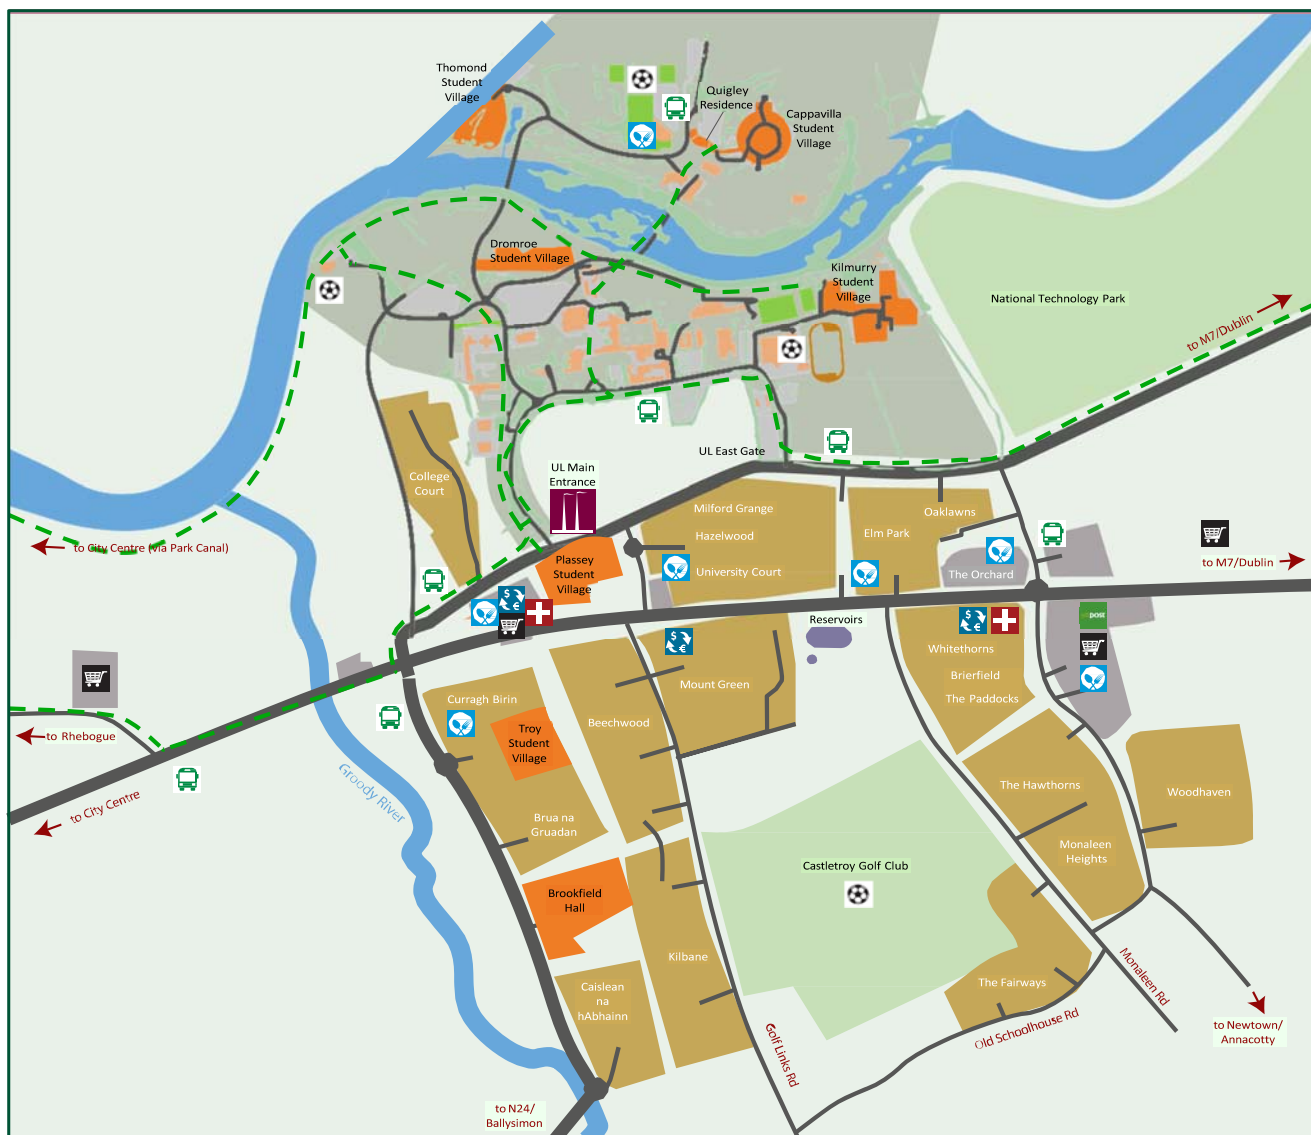 Thomond
Student
Village
Quigley
Residence
Cappavilla
Student
Village
Dromroe
Student Village
Kilmurry
Student
Village
National Technology Park
to M7/Dublin
College
Court
UL Main
Entrance
UL East Gate
Milford Grange
Hazelwood
University Court
Elm Park
Oaklawns
The Orchard
to City Centre (via Park Canal)
Plassey
Student
Village
to M7/Dublin
$
€
Reservoirs
$
€
$
€
Whitethorns
Brierfield
The Paddocks
Mount Green
Curragh Birin
Troy
Student
Village
Beechwood
to Rhebogue
Groody River
to City Centre
The Hawthorns
Woodhaven
Brua na
Gruadan
Monaleen
Heights
Castletroy Golf Club
Brookfield
Hall
Kilbane
Caislean
na
hAbhainn
The Fairways
Monaleen Rd
Old Schoolhouse Rd
Golf Links Rd
to Newtown/
Annacotty
to N24/
Ballysimon